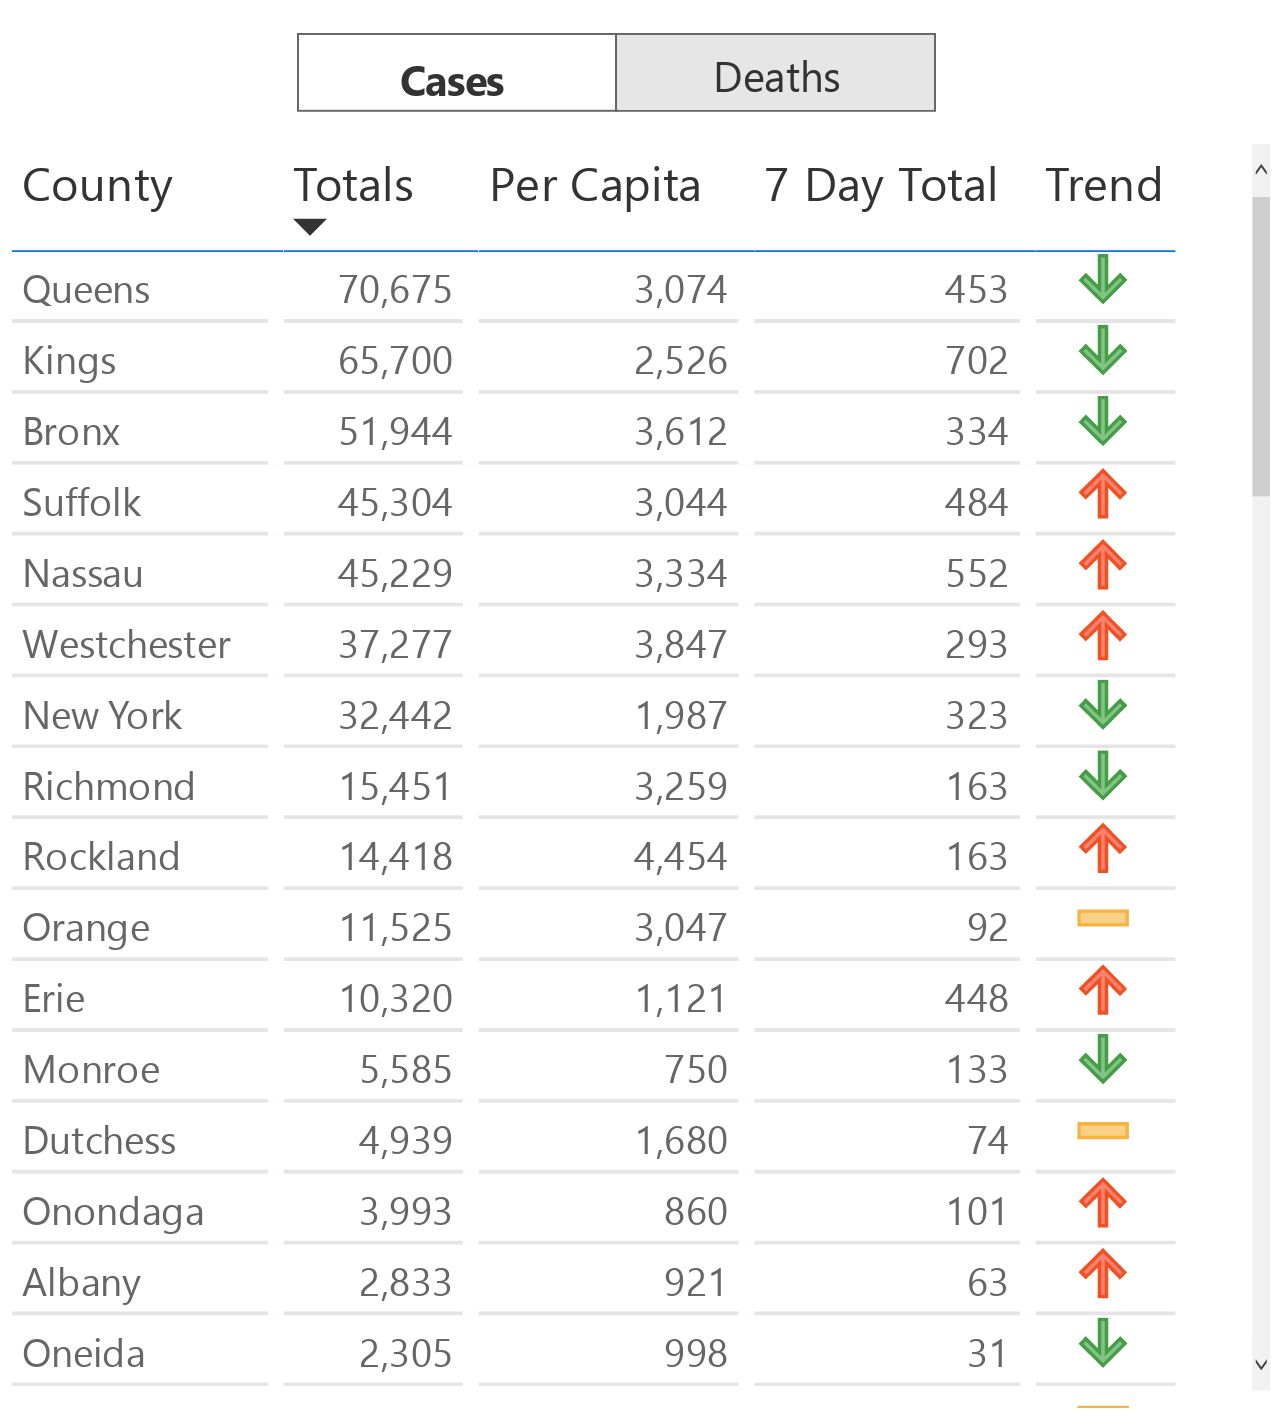 Cases Deaths
County Totals Per Capita 7 Day Total Trend
Queens 70,675 3,074 453
Kings 65,700 2,526 702
Bronx 51,944 3,612 334
Suffolk 45,304 3,044 484
Nassau 45,229 3,334 552
Westchester 37,277 3,847 293
New York 32,442 1,987 323
Richmond 15,451 3,259 163
Rockland 14,418 4,454 163
Orange 11,525 3,047 92
Erie 10,320 1,121 448
Monroe 5,585 750 133
Dutchess 4,939 1,680 74
Onondaga 3,993 860 101
Albany 2,833 921 63
Oneida 2,305 998 31